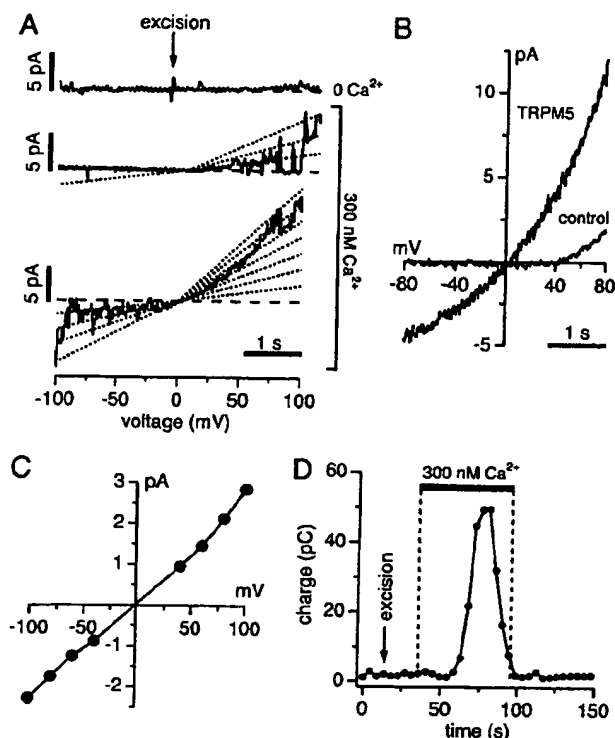 A
excision
5 pA
0 Ca²⁺
5 pA
5 pA
300 nM Ca²⁺
1 s
-100 -50 0 50 100
voltage (mV)
B
pA
10
TRPM5
5
control
mV
-80 -40 40 80
-5
1 s
C
3
pA
2
1
mV
-100 -50 50 100
-1
-2
D
60
300 nM Ca²⁺
40
charge (pC)
excision
20
0
0 50 100 150
time (s)